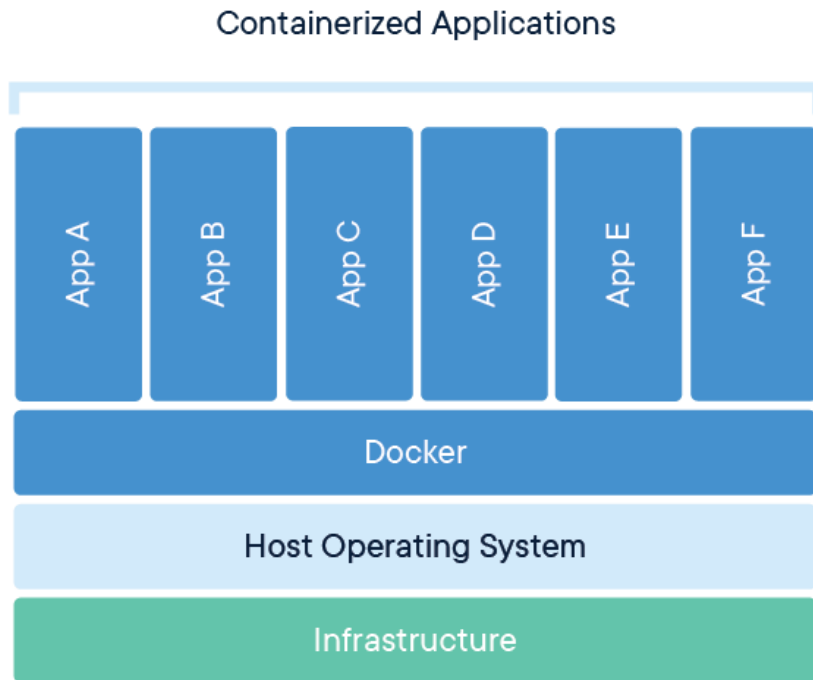 Containerized Applications
App A
App B
App C
App D
App E
App F
Docker
Host Operating System
Infrastructure